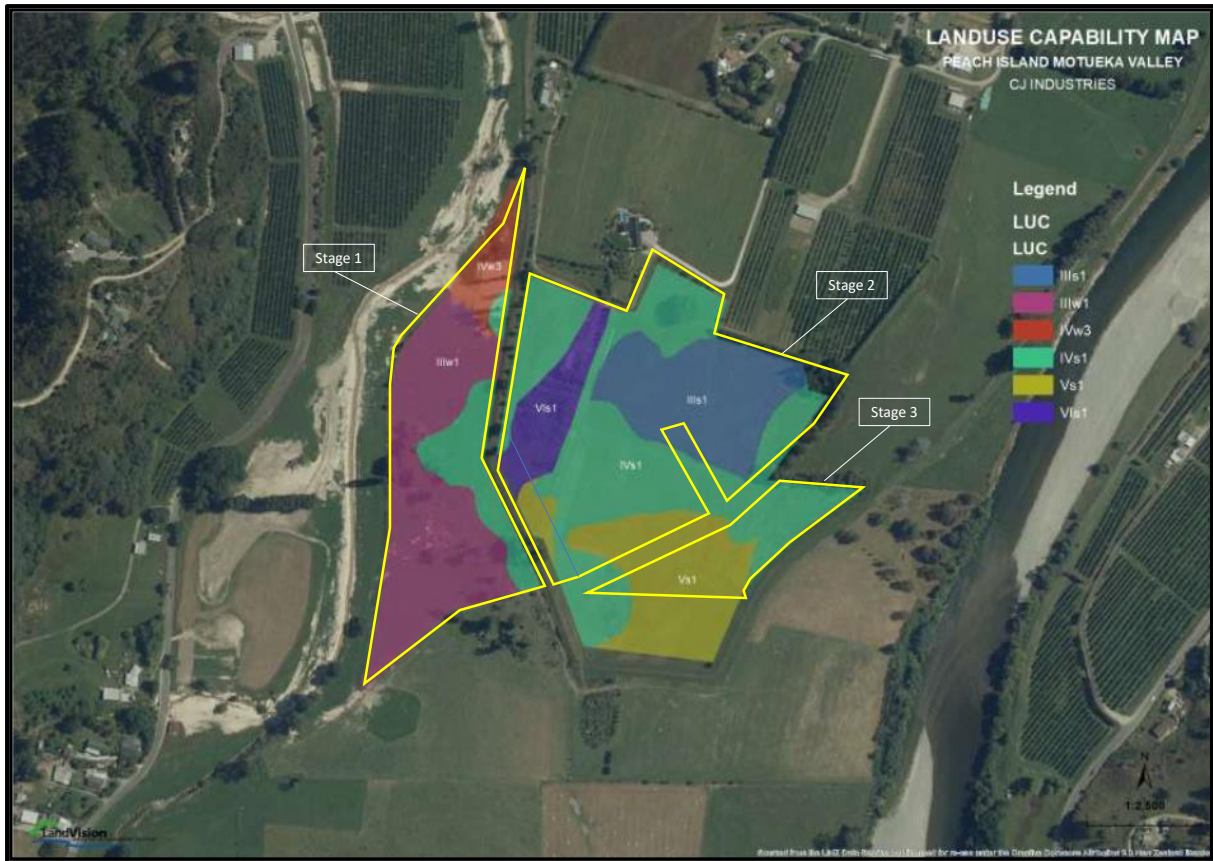 LANDUSE CAPABILITY MAP
PEACH ISLAND MOTUEKA VALLEY
CJ INDUSTRIES
Legend
LUC
LUC
IIIs1
IIIw1
IVw3
IVs1
Vs1
VIs1
Stage 1
Stage 2
Stage 3
IVw3
IIIw1
VIs1
IIIs1
IVs1
Vs1
N
1:2,500
LandVision